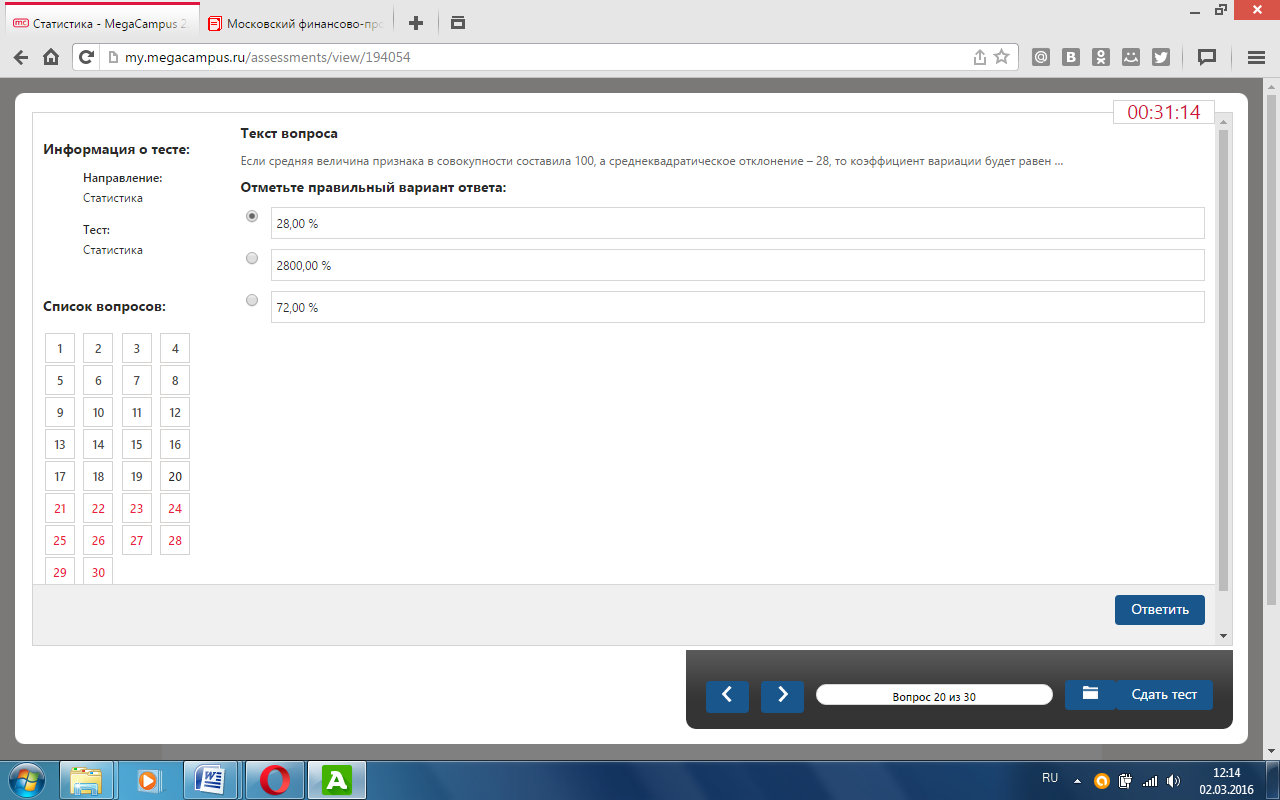 Статистика - MegaCampus 2.
Московский финансово-пр
my.megacampus.ru/assessments/view/194054
00:31:14
Информация о тесте:
Направление:
Статистика
Тест:
Статистика
Список вопросов:
1 2 3 4
5 6 7 8
9 10 11 12
13 14 15 16
17 18 19 20
21 22 23 24
25 26 27 28
29 30
Текст вопроса
Если средняя величина признака в совокупности составила 100, а среднеквадратическое отклонение – 28, то коэффициент вариации будет равен ...
Отметьте правильный вариант ответа:
28,00 %
2800,00 %
72,00 %
Ответить
Вопрос 20 из 30
Сдать тест
RU
12:14
02.03.2016